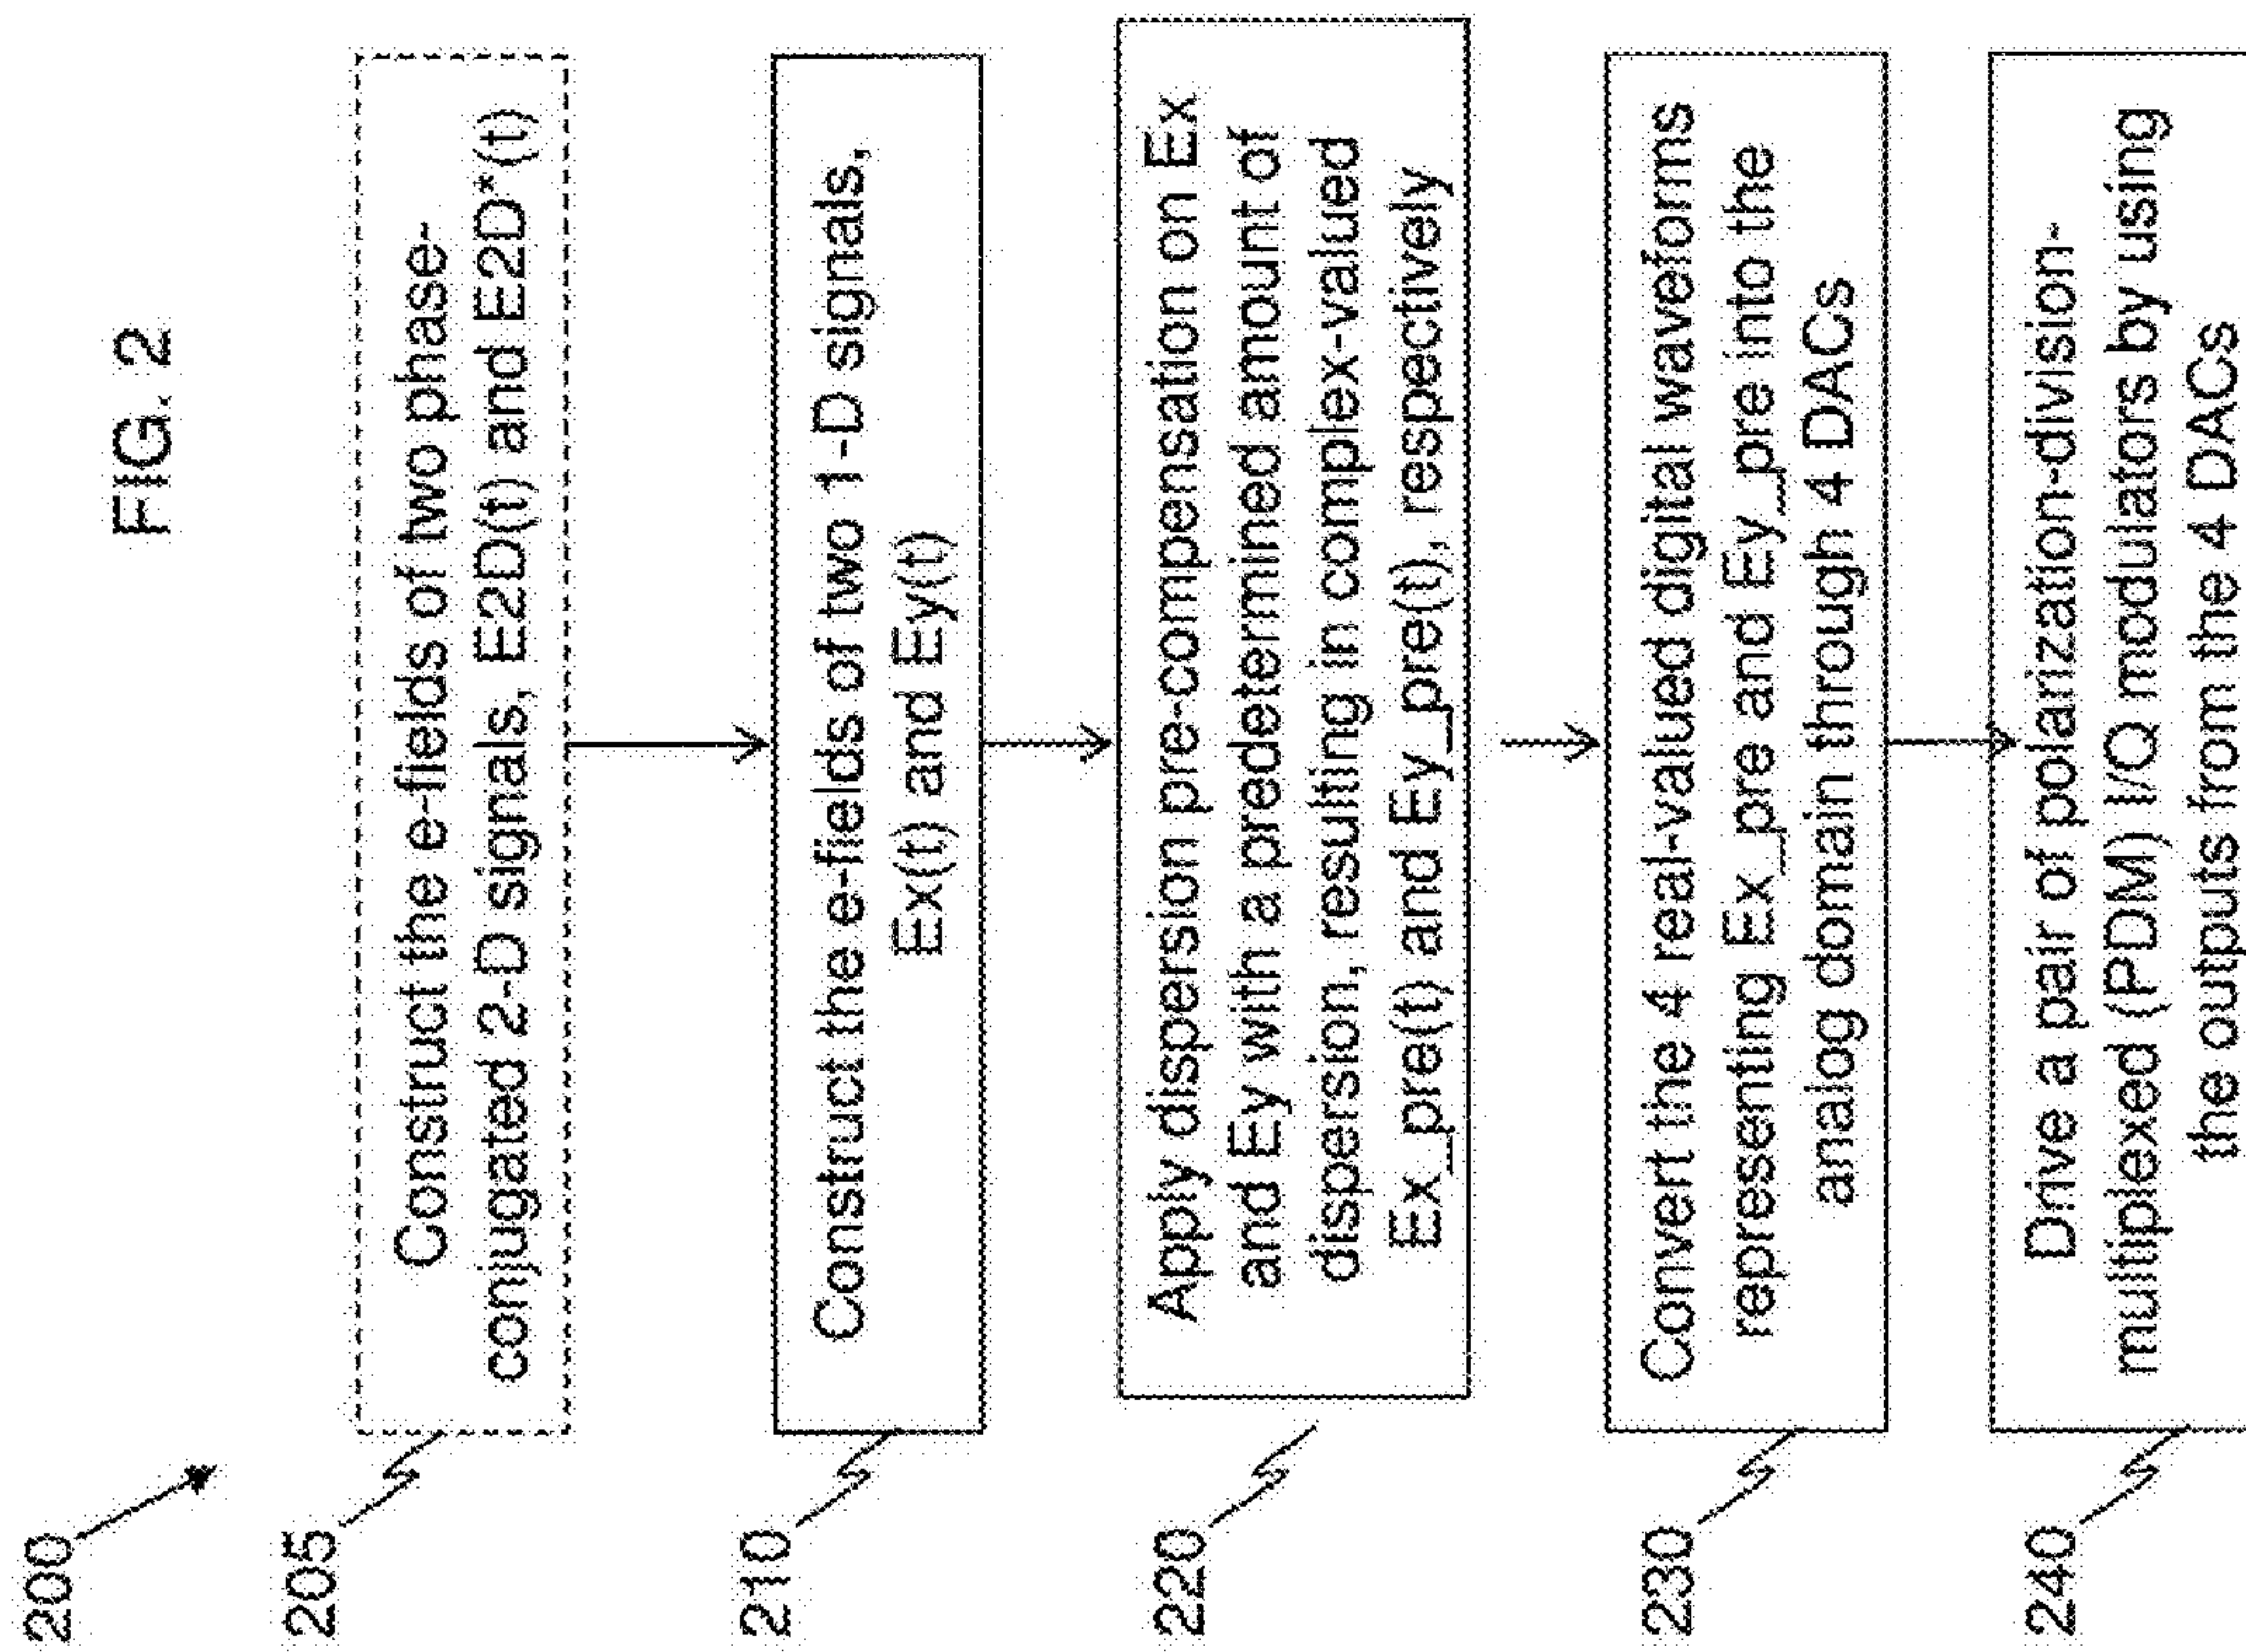 FIG. 2
200
205
Construct the e-fields of two phase-
conjugated 2-D signals, E2D(t) and E2D*(t)
210
Construct the e-fields of two 1-D signals,
Ex(t) and Ey(t)
220
Apply dispersion pre-compensation on Ex
and Ey with a predetermined amount of
dispersion, resulting in complex-valued
Ex_pre(t) and Ey_pre(t), respectively
230
Convert the 4 real-valued digital waveforms
representing Ex_pre and Ey_pre into the
analog domain through 4 DACs
240
Drive a pair of polarization-division-
multiplexed (PDM) I/Q modulators by using
the outputs from the 4 DACs